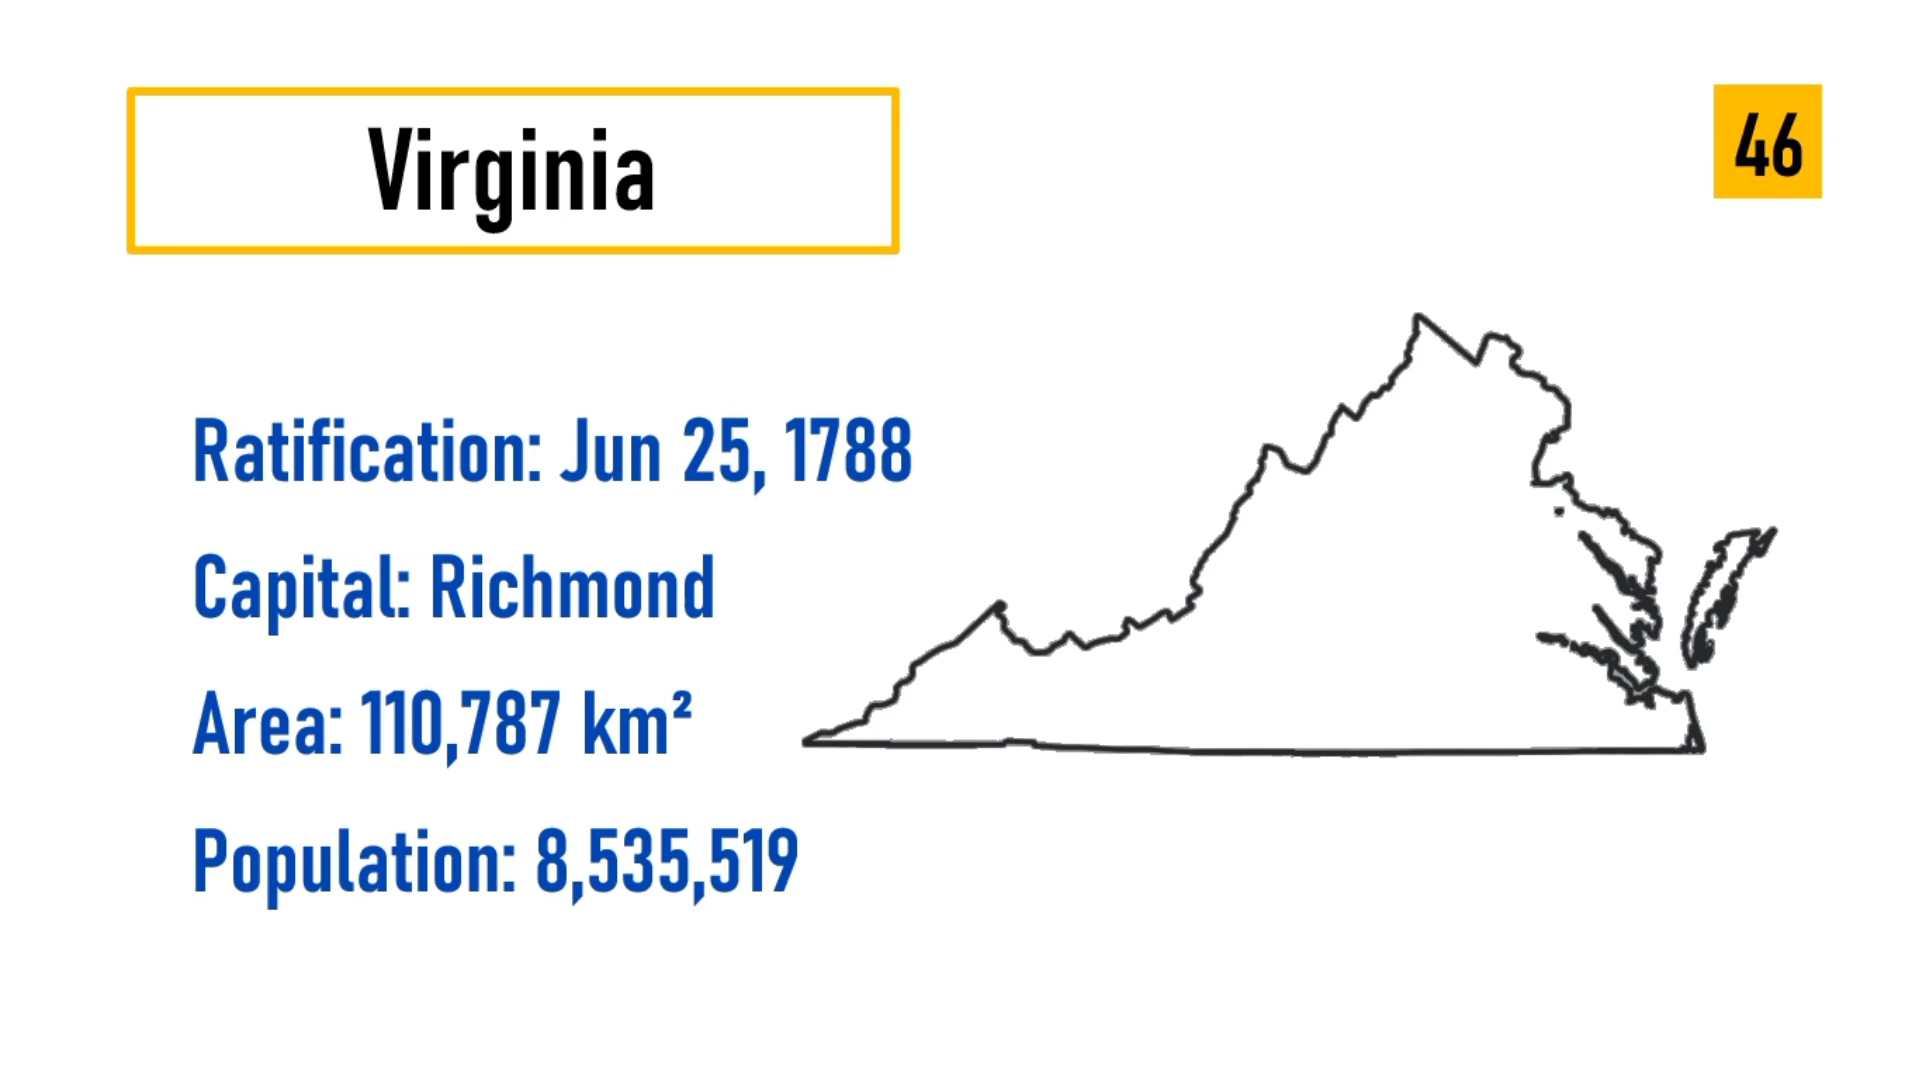 Virginia
46
Ratification: Jun 25, 1788
Capital: Richmond
Area: 110,787 km²
Population: 8,535,519